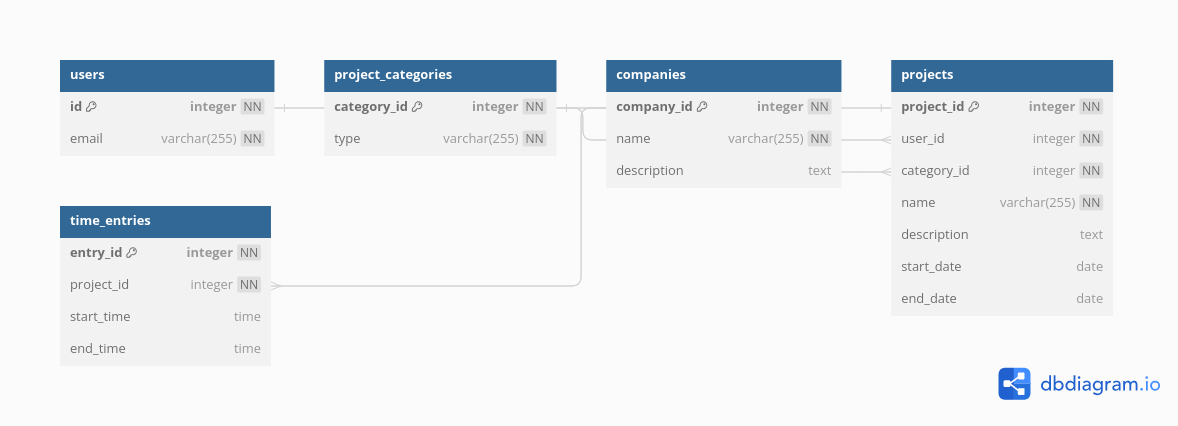 users
id integer NN
email varchar(255) NN
project_categories
category_id integer NN
type varchar(255) NN
companies
company_id integer NN
name varchar(255) NN
description text
projects
project_id integer NN
user_id integer NN
category_id integer NN
name varchar(255) NN
description text
start_date date
end_date date
time_entries
entry_id integer NN
project_id integer NN
start_time time
end_time time
dbdiagram.io